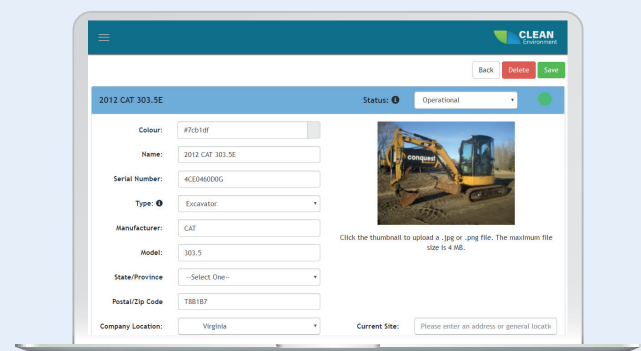 CLEAN
Environment
Back Delete Save
2012 CAT 303.5E
Status: Operational
Colour: #7cb1df
Name: 2012 CAT 303.5E
Serial Number: 4CE0460D0G
Type: Excavator
Manufacturer: CAT
Model: 303.5
State/Province --Select One--
Postal/Zip Code T8B1B7
Company Location: Virginia
conquest
Click the thumbnail to upload a .jpg or .png file. The maximum file
size is 4 MB.
Current Site: Please enter an address or general locatio